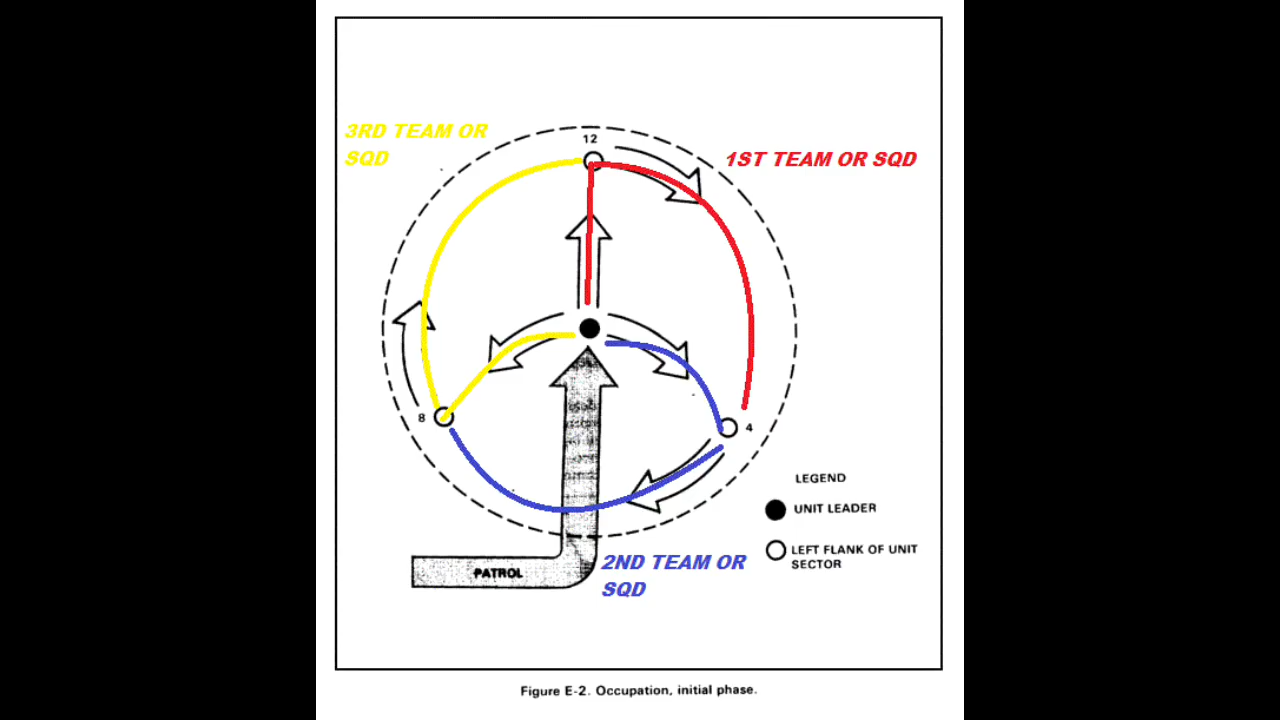 3RD TEAM OR
SQD
12
1ST TEAM OR SQD
8
4
LEGEND
UNIT LEADER
LEFT FLANK OF UNIT
SECTOR
2ND TEAM OR
SQD
PATROL
Figure E-2. Occupation, initial phase.